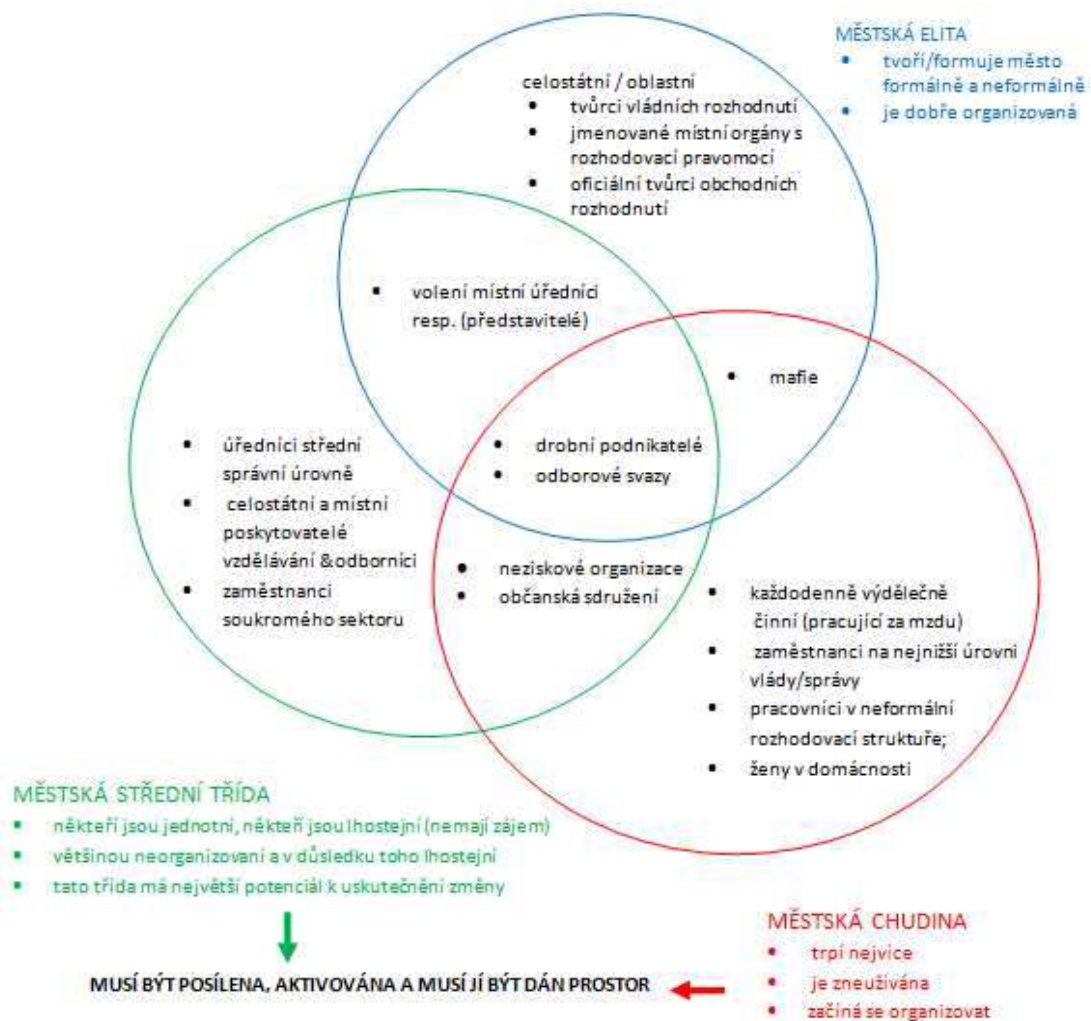 MĚSTSKÁ ELITA
• tvoří/formuje město
formálně a neformálně
• je dobře organizovaná
celostátní / oblastní
• tvůrci vládních rozhodnutí
• jmenované místní orgány s
rozhodovací pravomocí
• oficiální tvůrci obchodních
rozhodnutí
• volení místní úředníci
resp. (představitelé)
• mafie
• úředníci střední
správní úrovně
• celostátní a místní
poskytovatelé
vzdělávání &odborníci
• zaměstnanci
soukromého sektoru
• drobní podnikatelé
• odborové svazy
• neziskové organizace
• občanská sdružení
• každodenně výdělečně
činní (pracující za mzdu)
• zaměstnanci na nejnižší úrovni
vlády/správy
• pracovníci v neformální
rozhodovací struktuře;
• ženy v domácnosti
MĚSTSKÁ STŘEDNÍ TŘÍDA
• někteří jsou jednotní, někteří jsou lhostejní (nemají zájem)
• většinou neorganizovaní a v důsledku toho lhostejní
• tato třída má největší potenciál k uskutečnění změny
MUSÍ BÝT POSÍLENA, AKTIVOVÁNA A MUSÍ JÍ BÝT DÁN PROSTOR
MĚSTSKÁ CHUDINA
• trpí nejvíce
• je zneužívána
• začíná se organizovat